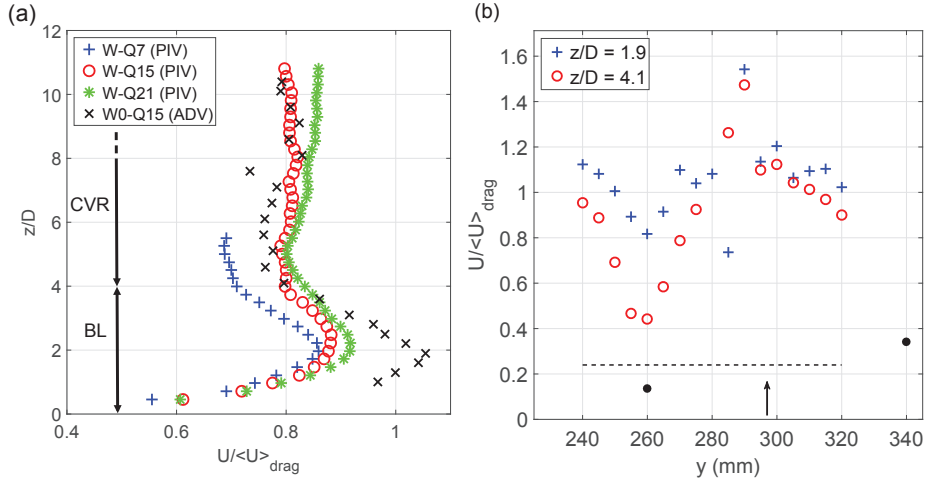 (a)
(b)
W-Q7 (PIV)
W-Q15 (PIV)
W-Q21 (PIV)
W0-Q15 (ADV)
CVR
BL
z/D
12
10
8
6
4
2
0
0.4 0.6 0.8 1
U/<U>drag
z/D = 1.9
z/D = 4.1
U/<U>drag
1.6
1.4
1.2
1
0.8
0.6
0.4
0.2
0
240 260 280 300 320 340
y (mm)